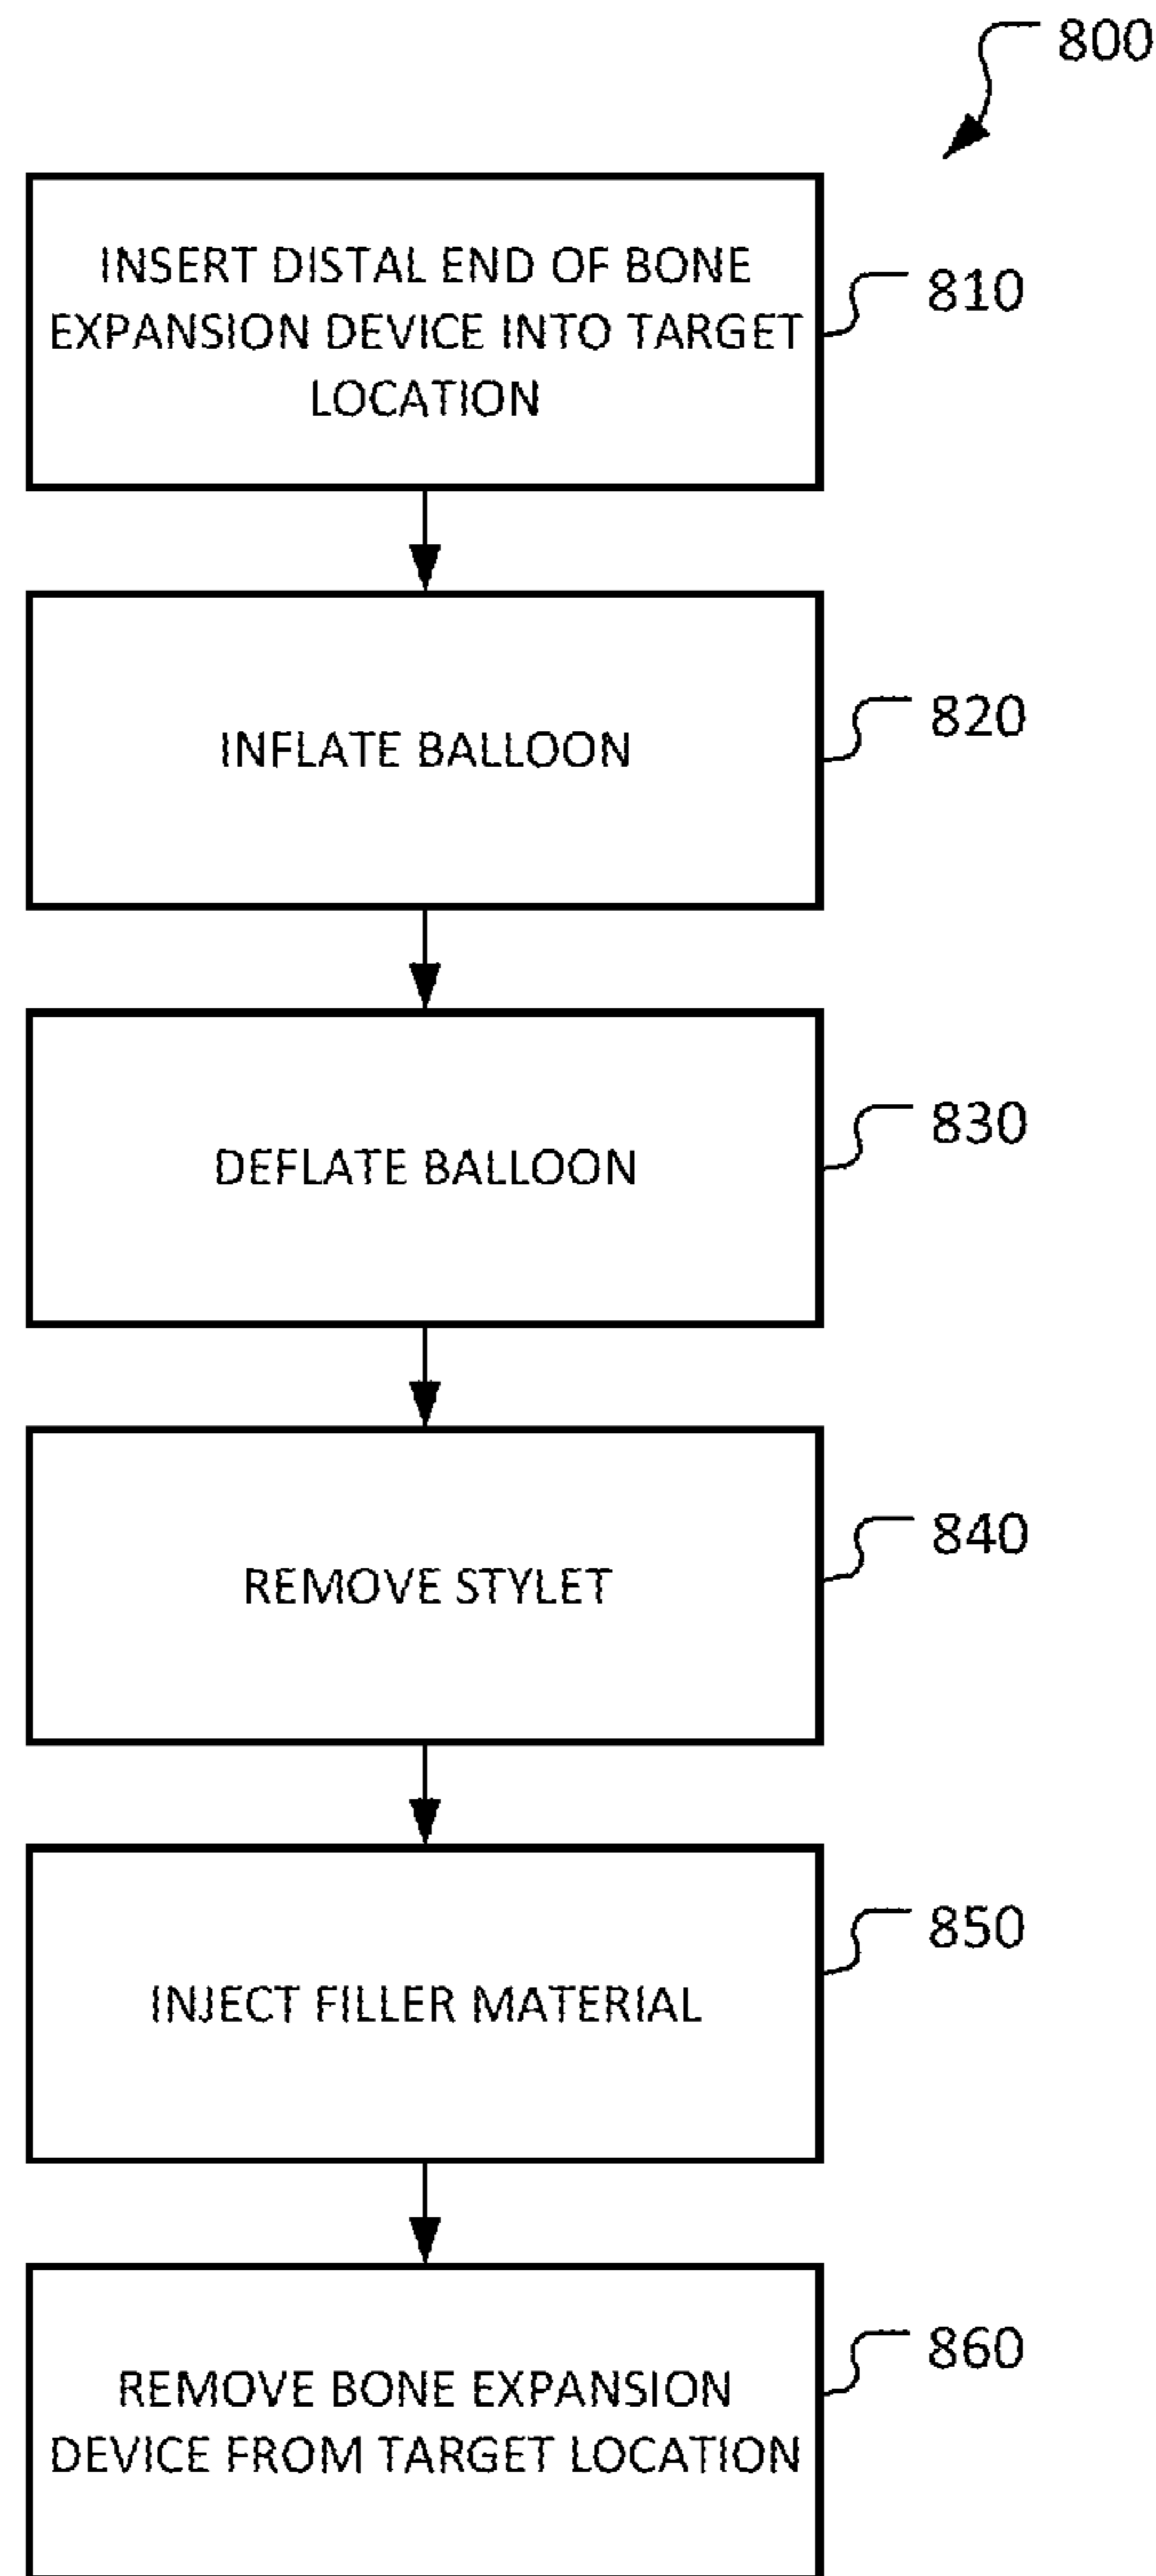 800
INSERT DISTAL END OF BONE
EXPANSION DEVICE INTO TARGET
LOCATION
810
INFLATE BALLOON
820
DEFLATE BALLOON
830
REMOVE STYLET
840
INJECT FILLER MATERIAL
850
REMOVE BONE EXPANSION
DEVICE FROM TARGET LOCATION
860